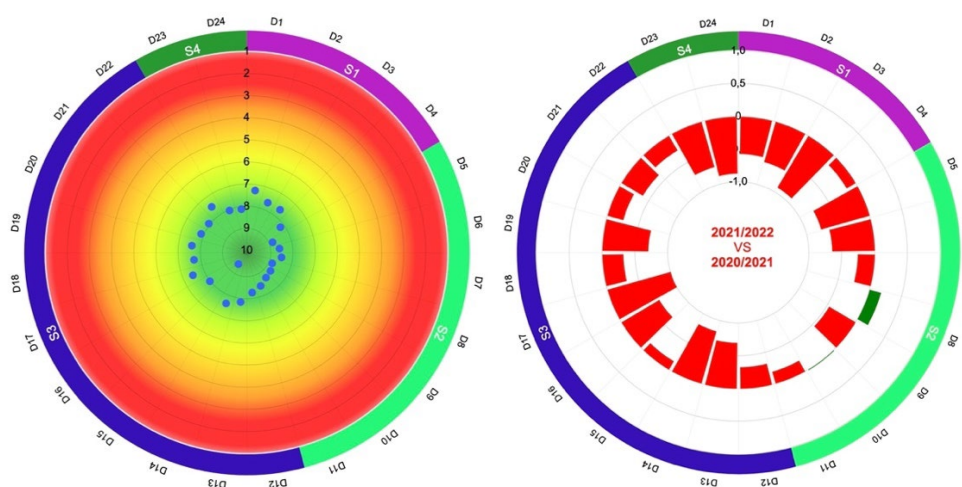 D1
D2
D3
D4
D5
D6
D7
D8
D9
D10
D11
D12
D13
D14
D15
D16
D17
D18
D19
D20
D21
D22
D23
D24
S1
S2
S3
S4
1
2
3
4
5
6
7
8
9
10
D1
D2
D3
D4
D5
D6
D7
D8
D9
D10
D11
D12
D13
D14
D15
D16
D17
D18
D19
D20
D21
D22
D23
D24
S1
S2
S3
S4
1,0
0,5
0
-1,0
2021/2022
VS
2020/2021